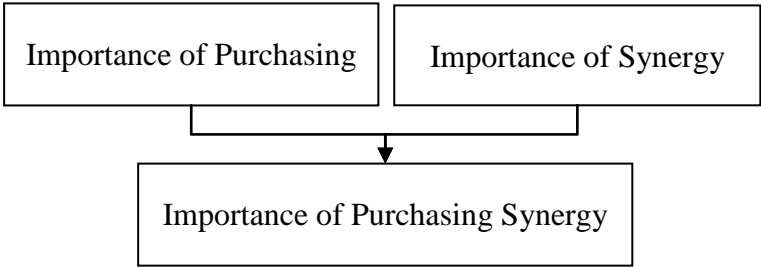 Importance of Purchasing
Importance of Synergy
Importance of Purchasing Synergy